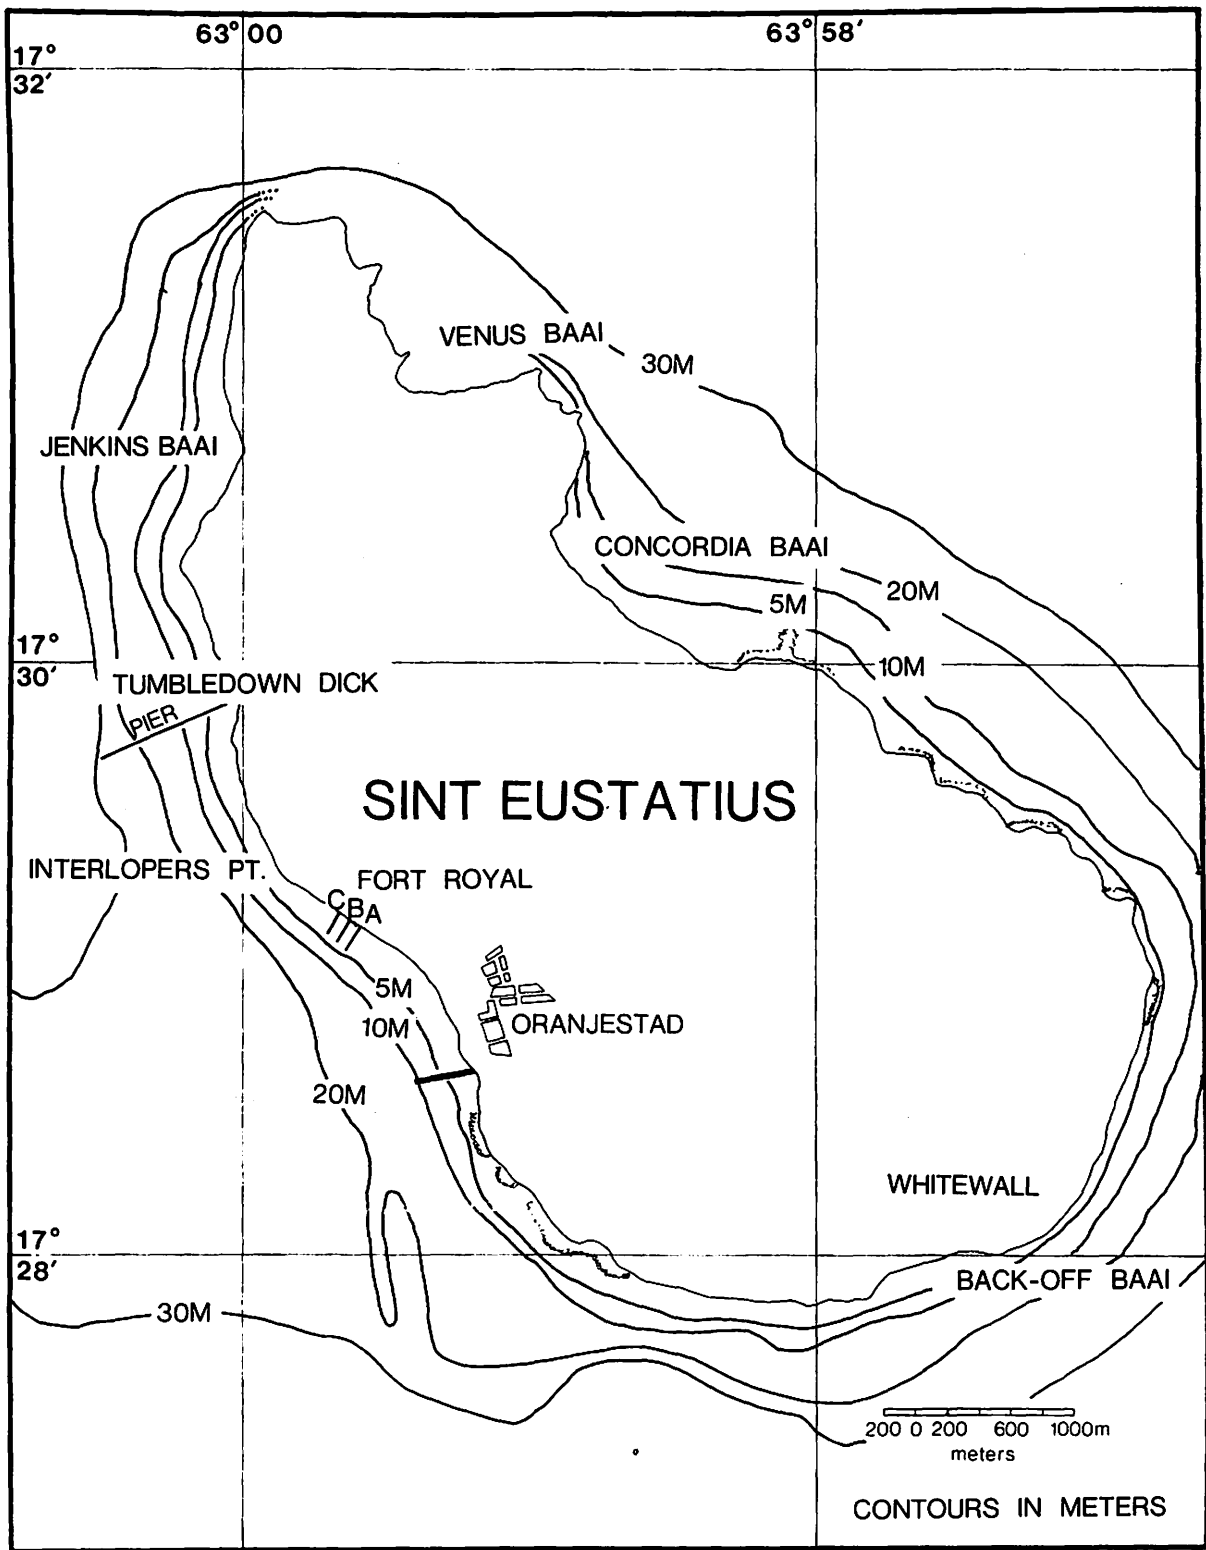 63° 00
63° 58′
17°
32′
VENUS BAAI
30M
JENKINS BAAI
CONCORDIA BAAI
20M
5M
17°
30′
10M
TUMBLEDOWN DICK
PIER
SINT EUSTATIUS
INTERLOPERS PT.
FORT ROYAL
C B A
5M
10M
ORANJESTAD
20M
WHITEWALL
17°
28′
BACK-OFF BAAI
30M
200 0 200 600 1000m
meters
CONTOURS IN METERS